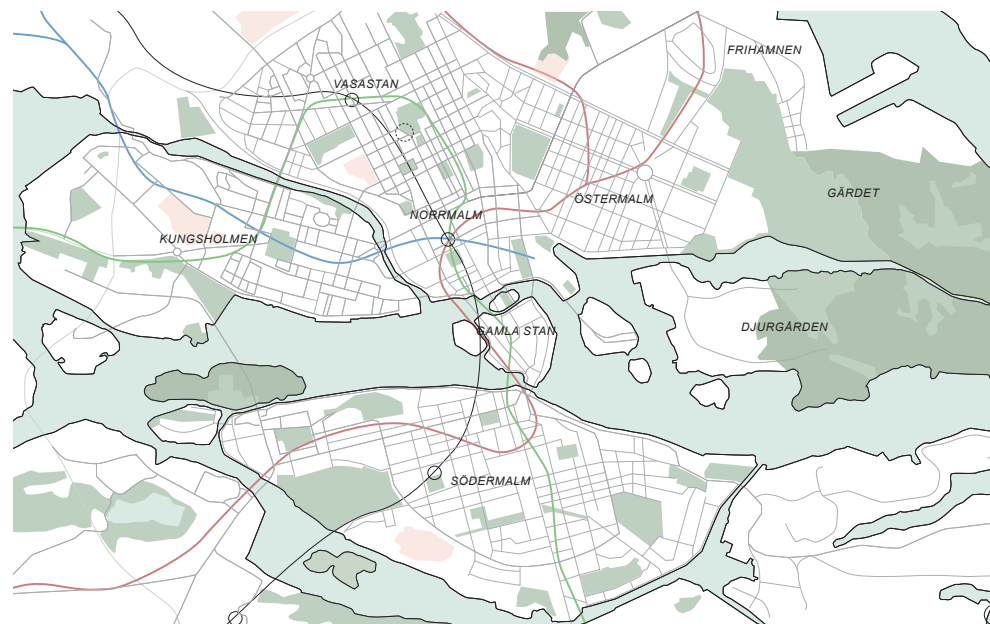 FRIHAMNEN
VASASTAN
GÄRDET
ÖSTERMALM
NORRMALM
KUNGSHOLMEN
DJURGÅRDEN
GAMLA STAN
SÖDERMALM